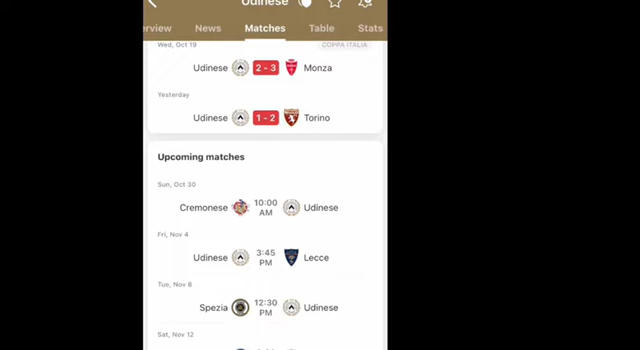 Udinese
erview News Matches Table Stats
Wed, Oct 19 COPPA ITALIA
Udinese 2 - 3 Monza
Yesterday
Udinese 1 - 2 Torino
Upcoming matches
Sun, Oct 30
Cremonese 10:00 AM Udinese
Fri, Nov 4
Udinese 3:45 PM Lecce
Tue, Nov 8
Spezia 12:30 PM Udinese
Sat, Nov 12